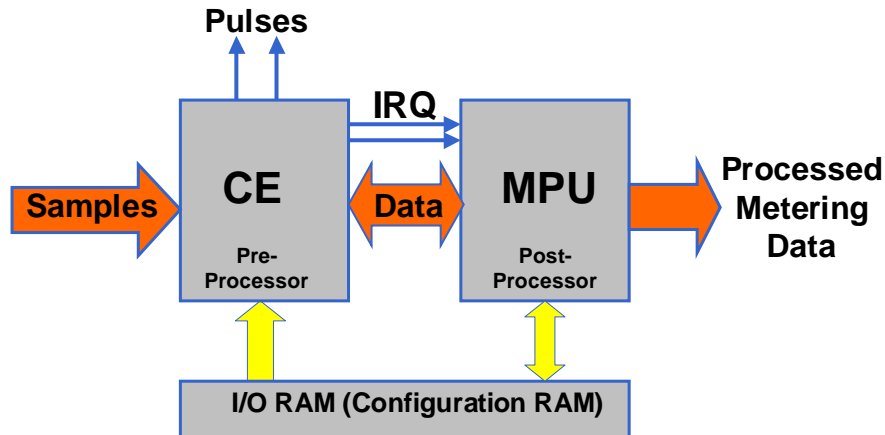 Pulses
IRQ
Samples
CE
Data
MPU
Processed
Metering
Data
Pre-
Processor
Post-
Processor
I/O RAM (Configuration RAM)